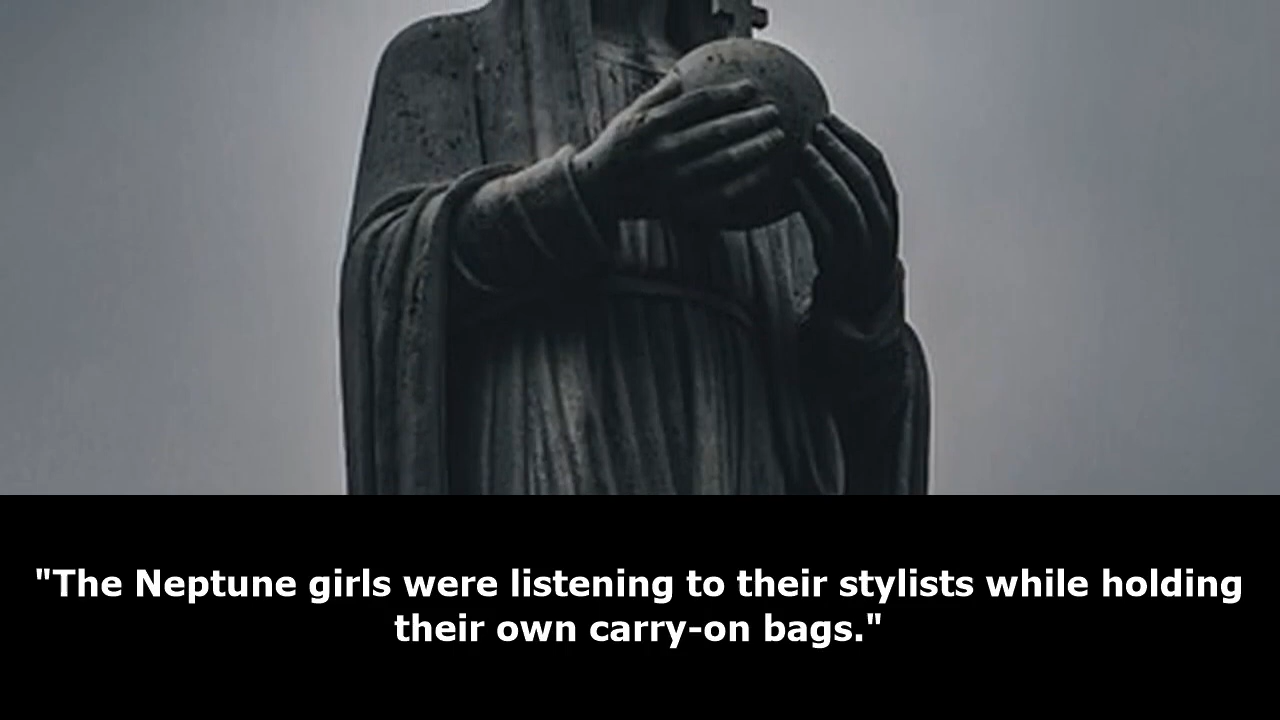 "The Neptune girls were listening to their stylists while holding
their own carry-on bags."